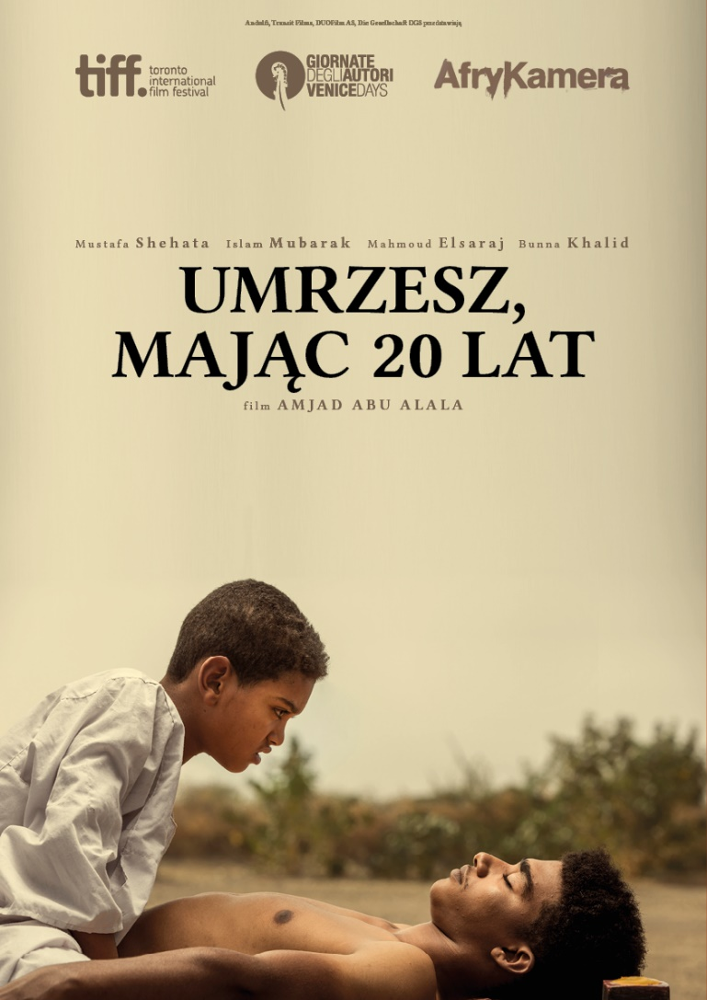 Andolfi, Transit Films, DUOFilm AS, Die Gesellschaft DGS przedstawiają
tiff. toronto international film festival
GIORNATE DEGLI AUTORI VENICE DAYS
AfryKamera
Mustafa Shehata Islam Mubarak Mahmoud Elsaraj Bunna Khalid
UMRZESZ,
MAJĄC 20 LAT
film AMJAD ABU ALALA